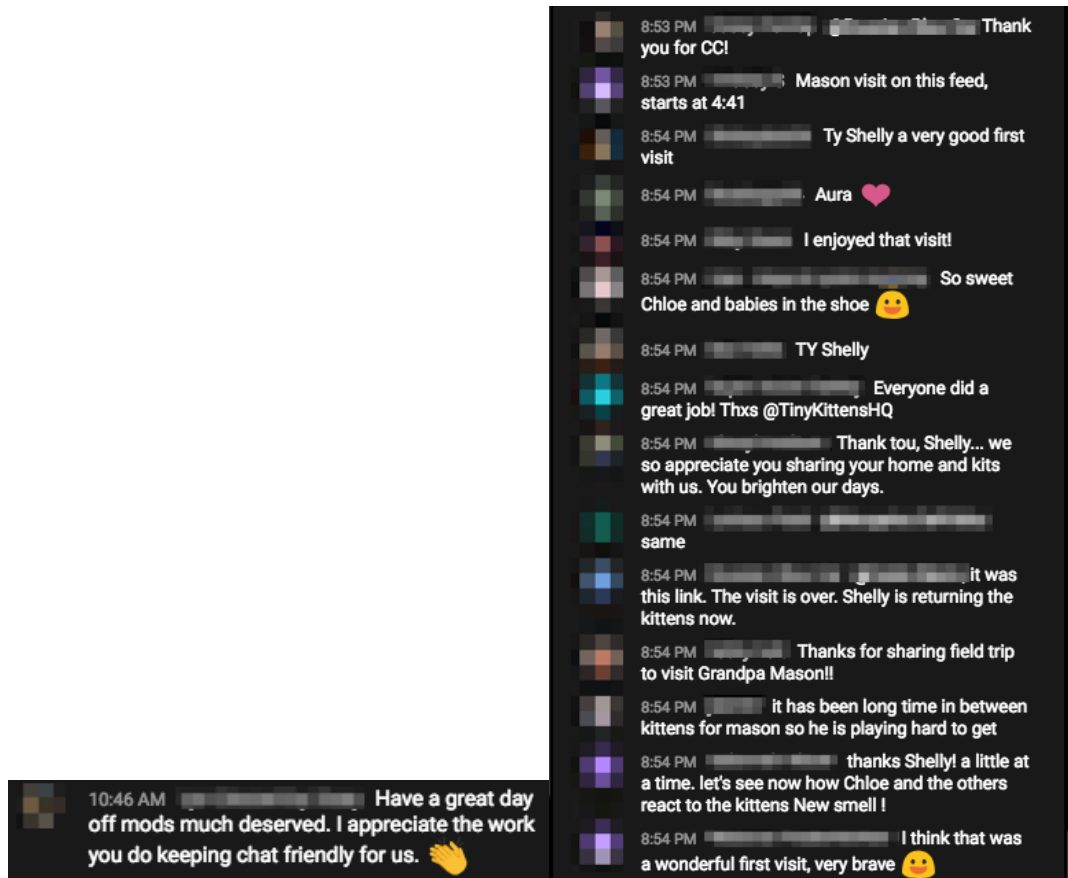 10:46 AM Have a great day
off mods much deserved. I appreciate the work
you do keeping chat friendly for us. 👏
8:53 PM Thank
you for CC!
8:53 PM Mason visit on this feed,
starts at 4:41
8:54 PM Ty Shelly a very good first
visit
8:54 PM Aura
8:54 PM I enjoyed that visit!
8:54 PM So sweet
Chloe and babies in the shoe
8:54 PM TY Shelly
8:54 PM Everyone did a
great job! Thxs @TinyKittensHQ
8:54 PM Thank tou, Shelly... we
so appreciate you sharing your home and kits
with us. You brighten our days.
8:54 PM
same
8:54 PM it was
this link. The visit is over. Shelly is returning the
kittens now.
8:54 PM Thanks for sharing field trip
to visit Grandpa Mason!!
8:54 PM it has been long time in between
kittens for mason so he is playing hard to get
8:54 PM thanks Shelly! a little at
a time. let's see now how Chloe and the others
react to the kittens New smell !
8:54 PM I think that was
a wonderful first visit, very brave